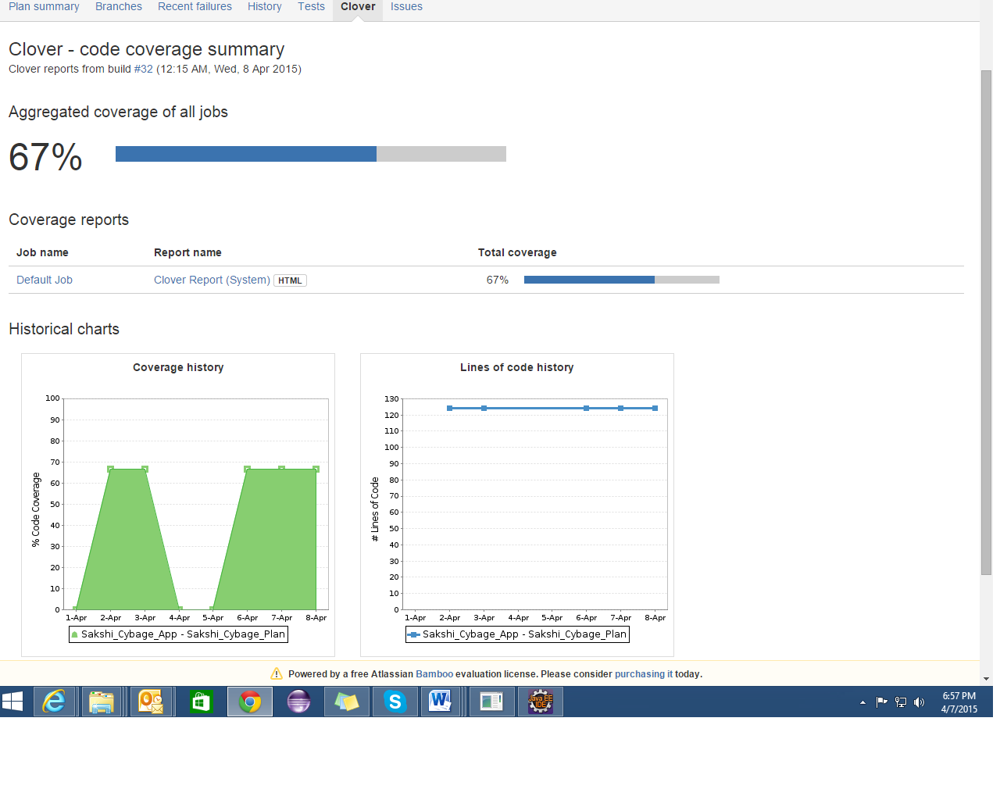 Plan summary Branches Recent failures History Tests Clover Issues
Clover - code coverage summary
Clover reports from build #32 (12:15 AM, Wed, 8 Apr 2015)
Aggregated coverage of all jobs
67%
Coverage reports
Job name Report name Total coverage
Default Job Clover Report (System) HTML 67%
Historical charts
Coverage history
% Code Coverage
100
90
80
70
60
50
40
30
20
10
0
1-Apr 2-Apr 3-Apr 4-Apr 5-Apr 6-Apr 7-Apr 8-Apr
Sakshi_Cybage_App - Sakshi_Cybage_Plan
Lines of code history
# Lines of Code
130
120
110
100
90
80
70
60
50
40
30
20
10
0
1-Apr 2-Apr 3-Apr 4-Apr 5-Apr 6-Apr 7-Apr 8-Apr
Sakshi_Cybage_App - Sakshi_Cybage_Plan
Powered by a free Atlassian Bamboo evaluation license. Please consider purchasing it today.
Java EE
IDE
6:57 PM
4/7/2015